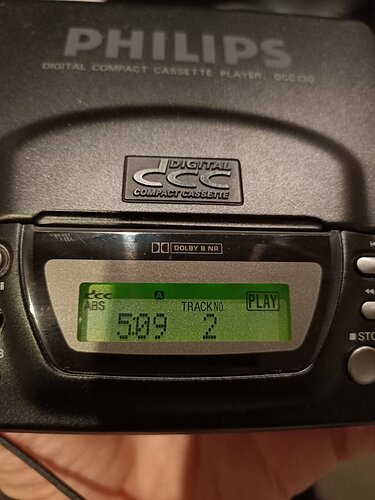 PHILIPS
DIGITAL COMPACT CASSETTE PLAYER DCC130
DIGITAL
dcc
COMPACT CASSETTE
DOLBY B NR
dcc A
ABS TRACK NO. PLAY
5:09 2
STO